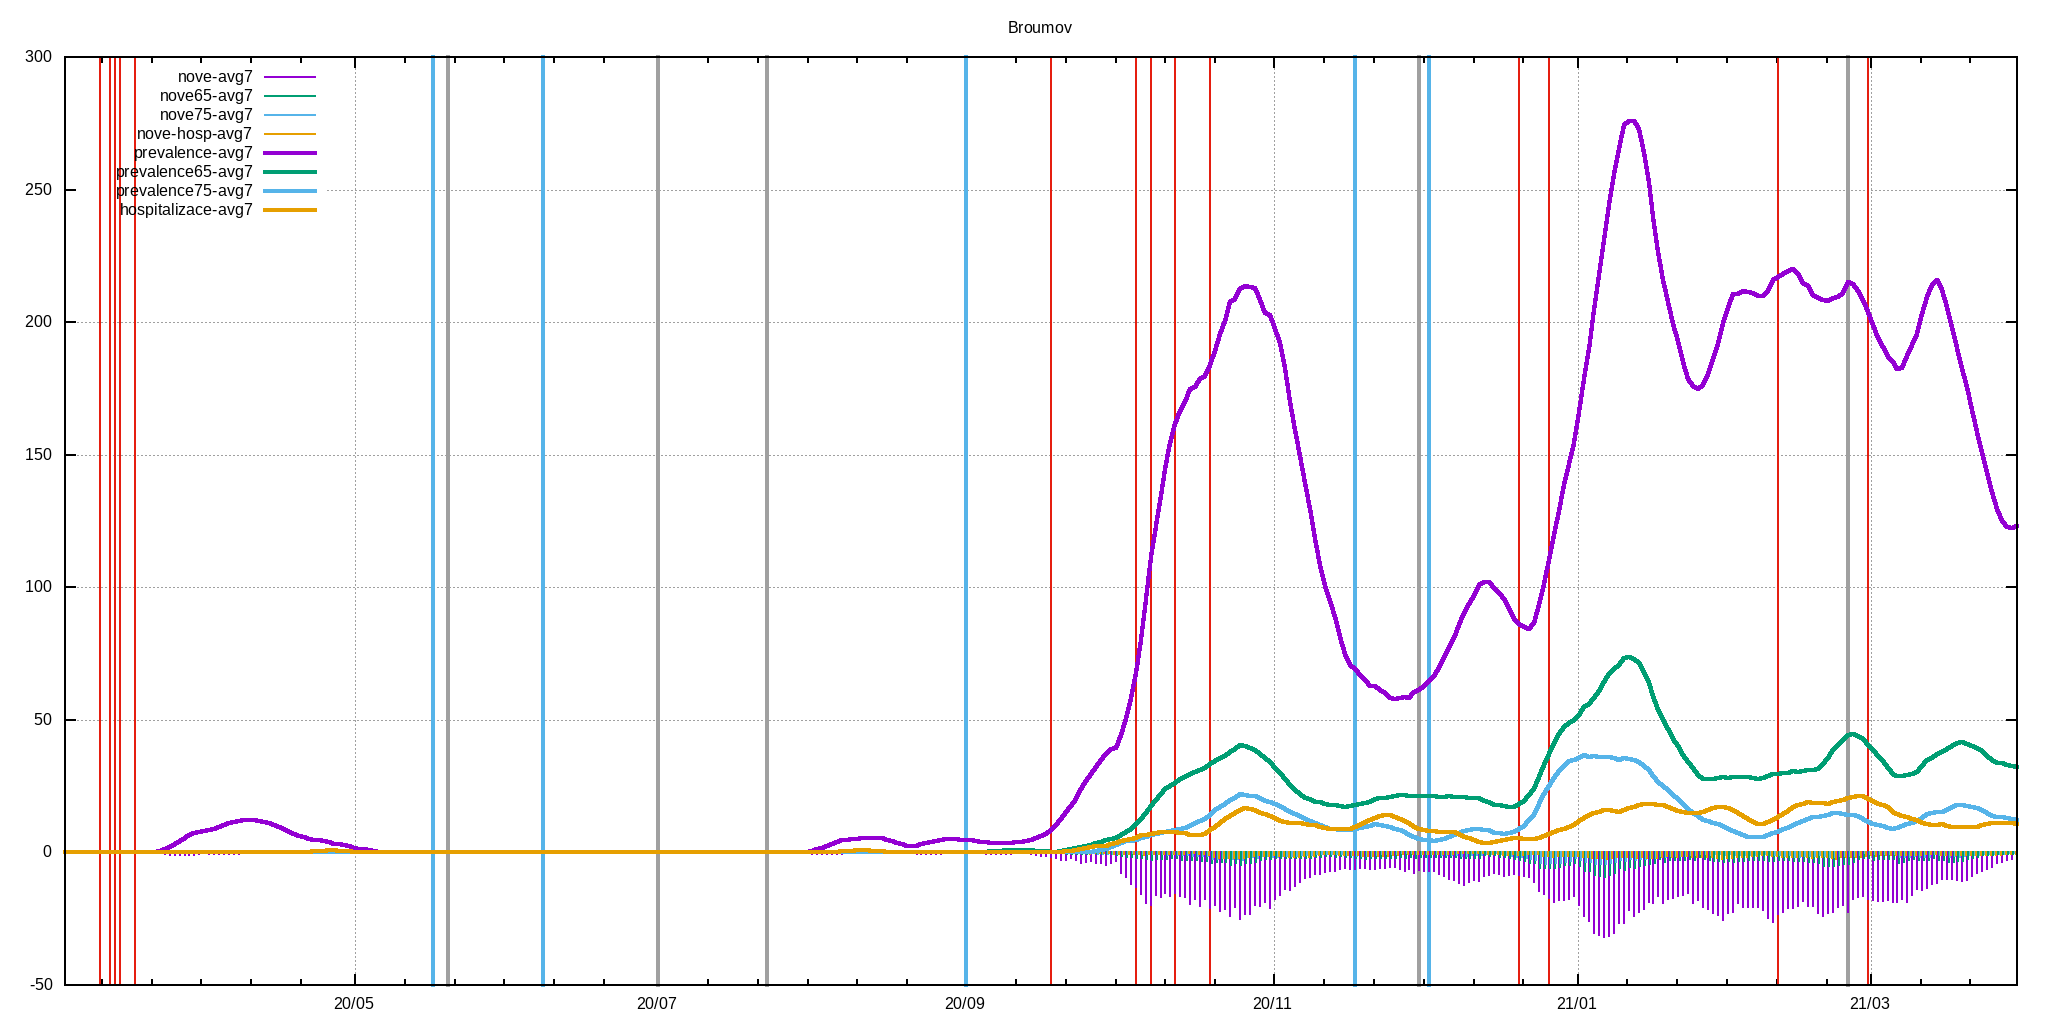 Broumov
300
250
200
150
100
50
0
-50
nove-avg7
nove65-avg7
nove75-avg7
nove-hosp-avg7
prevalence-avg7
prevalence65-avg7
prevalence75-avg7
hospitalizace-avg7
20/05 20/07 20/09 20/11 21/01 21/03